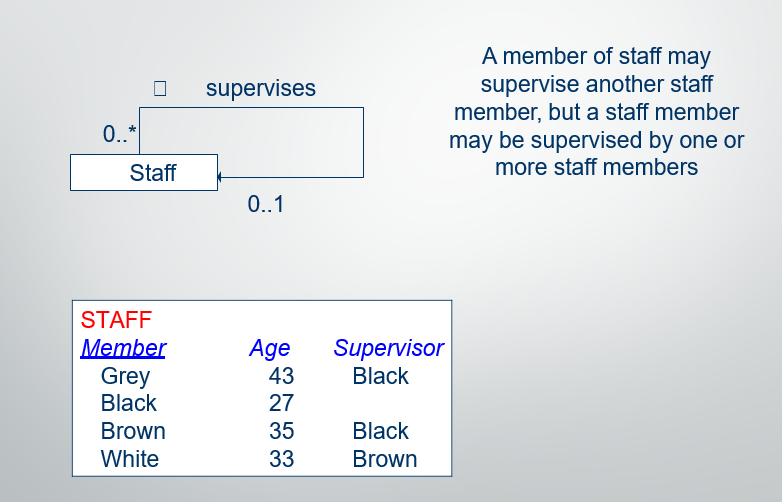 A member of staff may
supervise another staff
member, but a staff member
may be supervised by one or
more staff members
supervises
0..*
Staff
0..1
STAFF
Member Age Supervisor
Grey 43 Black
Black 27
Brown 35 Black
White 33 Brown